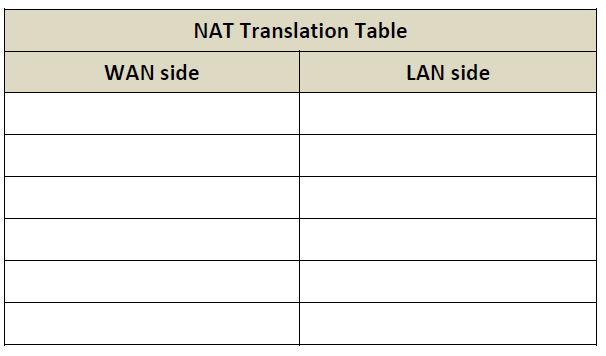 NAT Translation Table
WAN side
LAN side